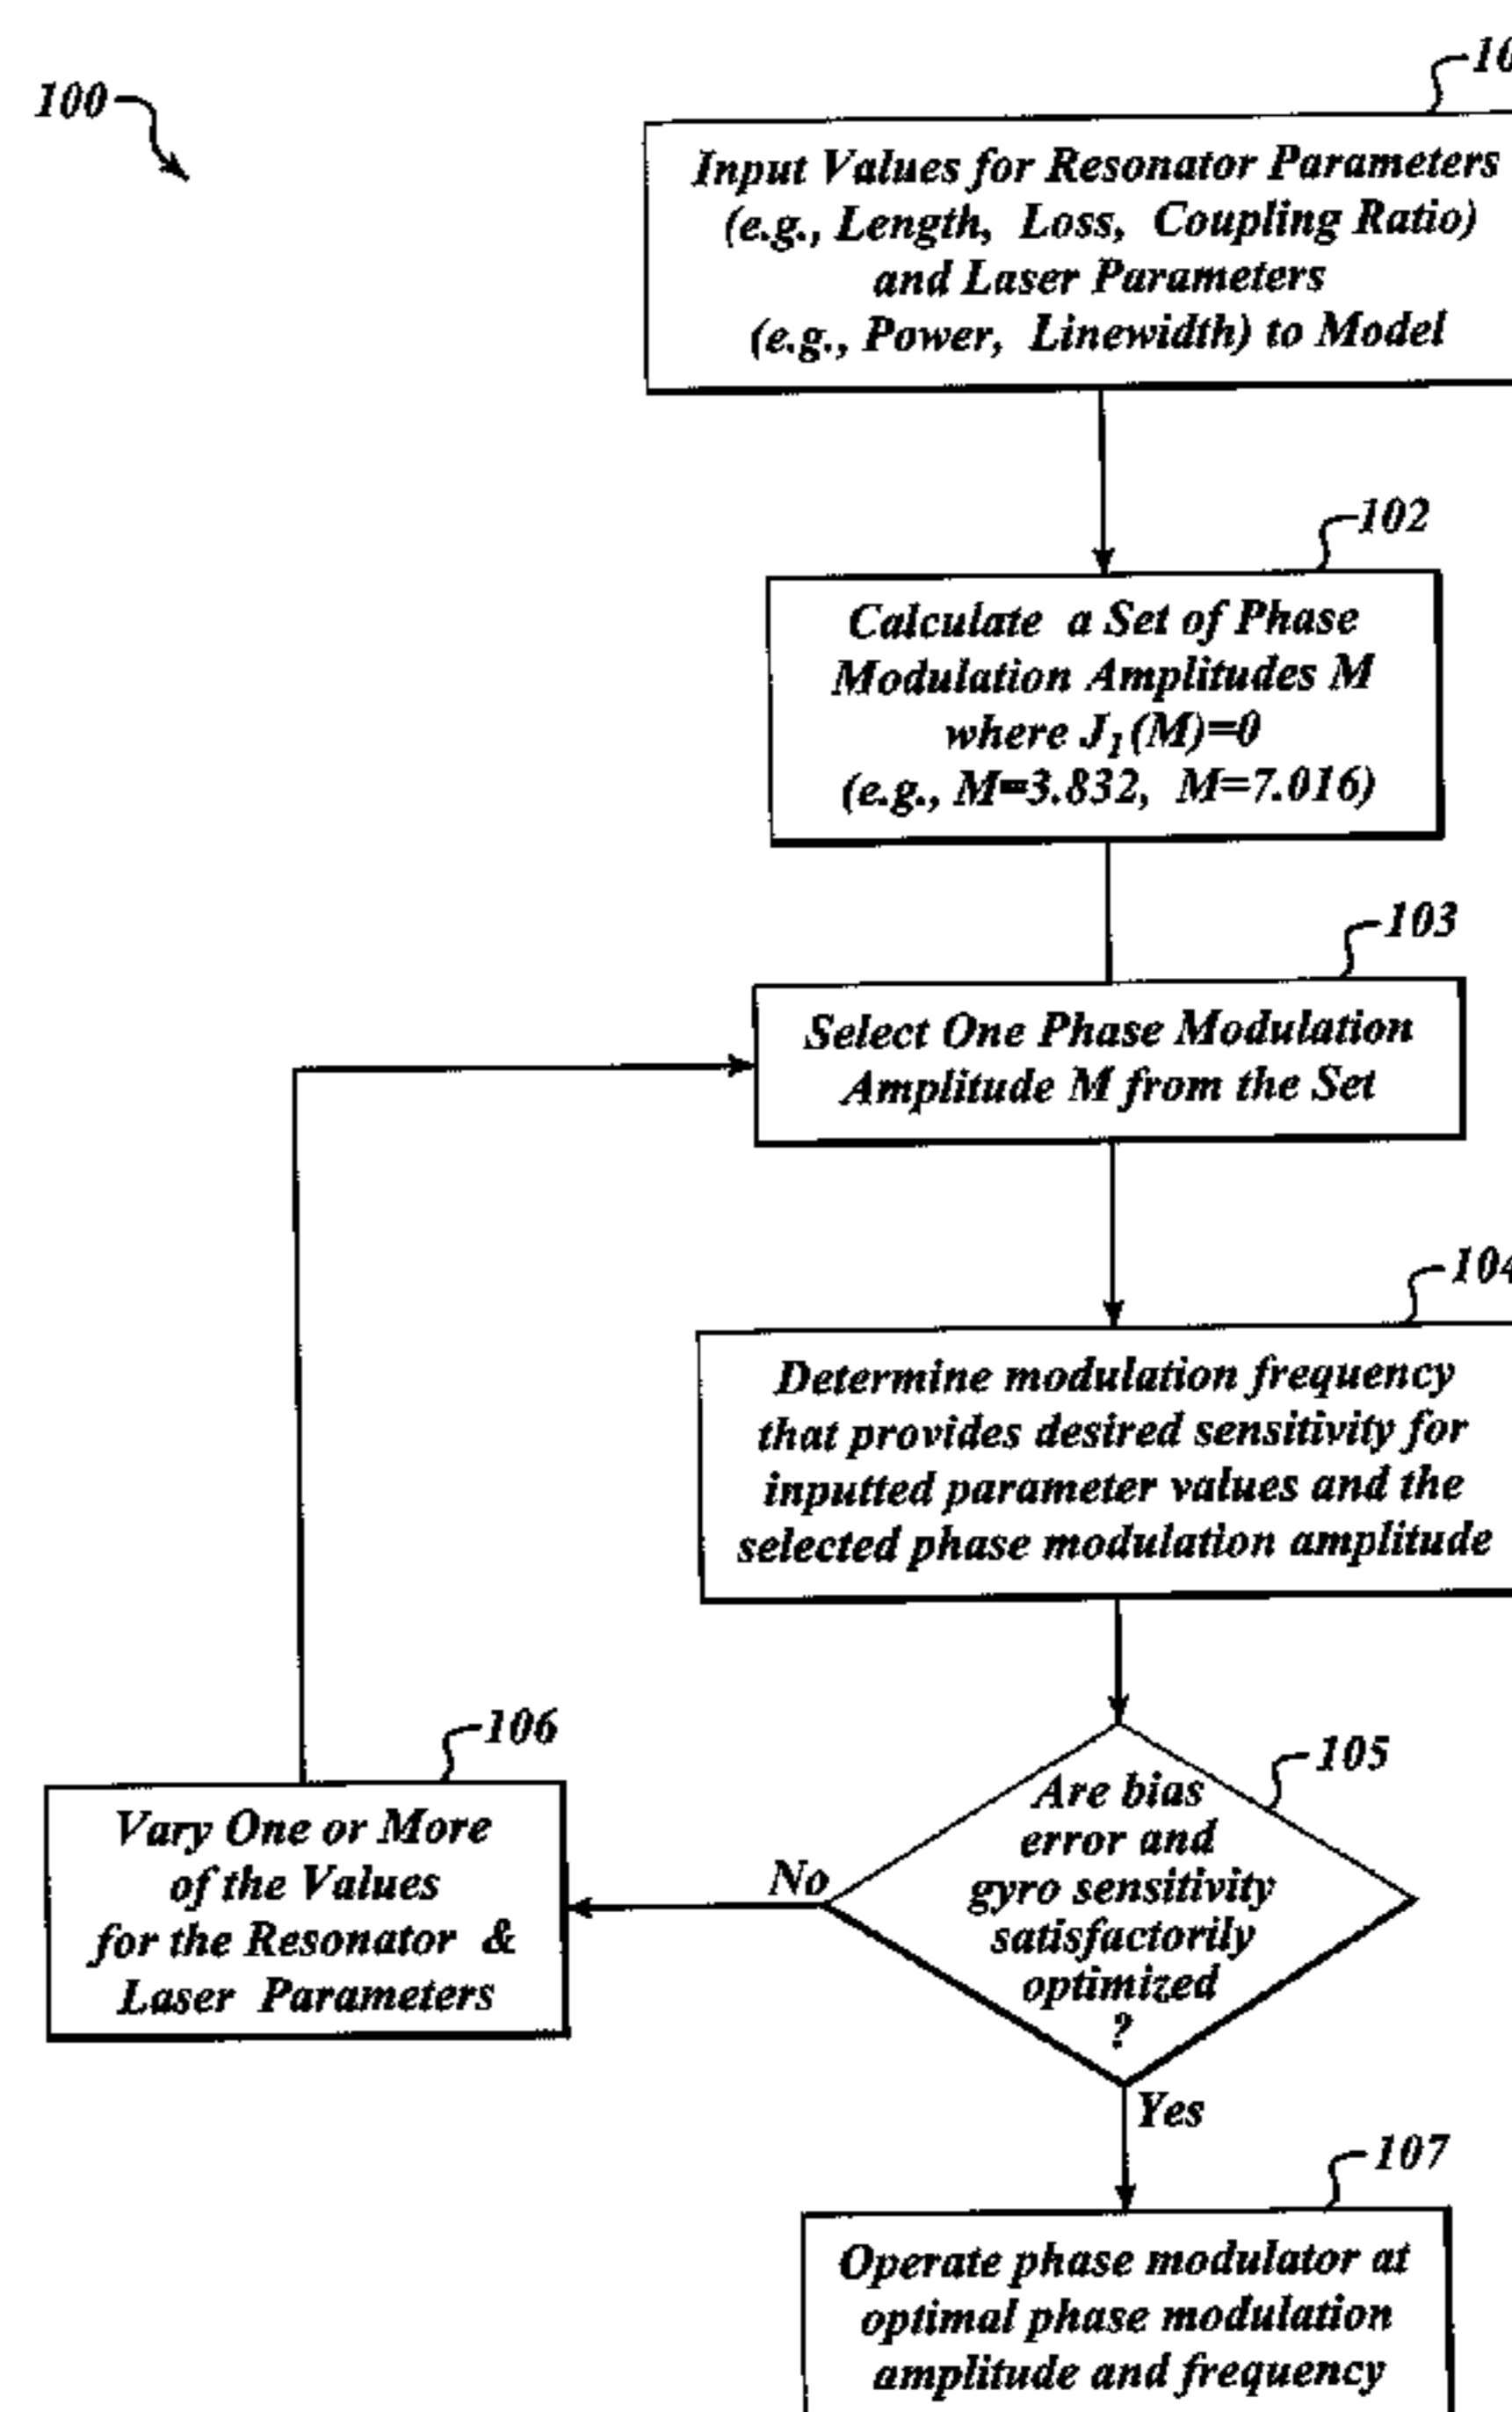 100
10
Input Values for Resonator Parameters
(e.g., Length, Loss, Coupling Ratio)
and Laser Parameters
(e.g., Power, Linewidth) to Model
102
Calculate a Set of Phase
Modulation Amplitudes M
where J₁(M)=0
(e.g., M=3.832, M=7.016)
103
Select One Phase Modulation
Amplitude M from the Set
104
Determine modulation frequency
that provides desired sensitivity for
inputted parameter values and the
selected phase modulation amplitude
105
Are bias
error and
gyro sensitivity
satisfactorily
optimized
?
No
106
Vary One or More
of the Values
for the Resonator &
Laser Parameters
Yes
107
Operate phase modulator at
optimal phase modulation
amplitude and frequency